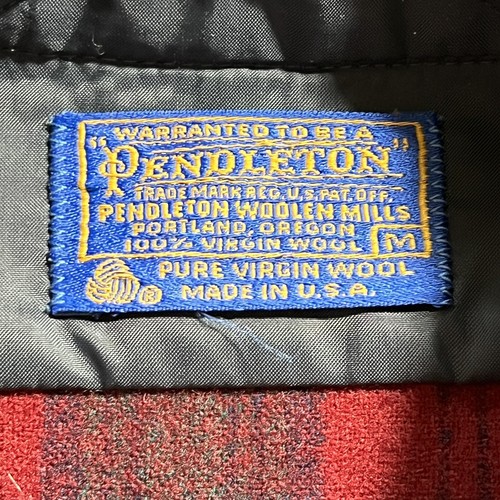 WARRANTED TO BE A
"PENDLETON"
TRADE MARK REG. U.S. PAT. OFF.
PENDLETON WOOLEN MILLS
PORTLAND, OREGON
100% VIRGIN WOOL M
PURE VIRGIN WOOL
® MADE IN U.S.A.